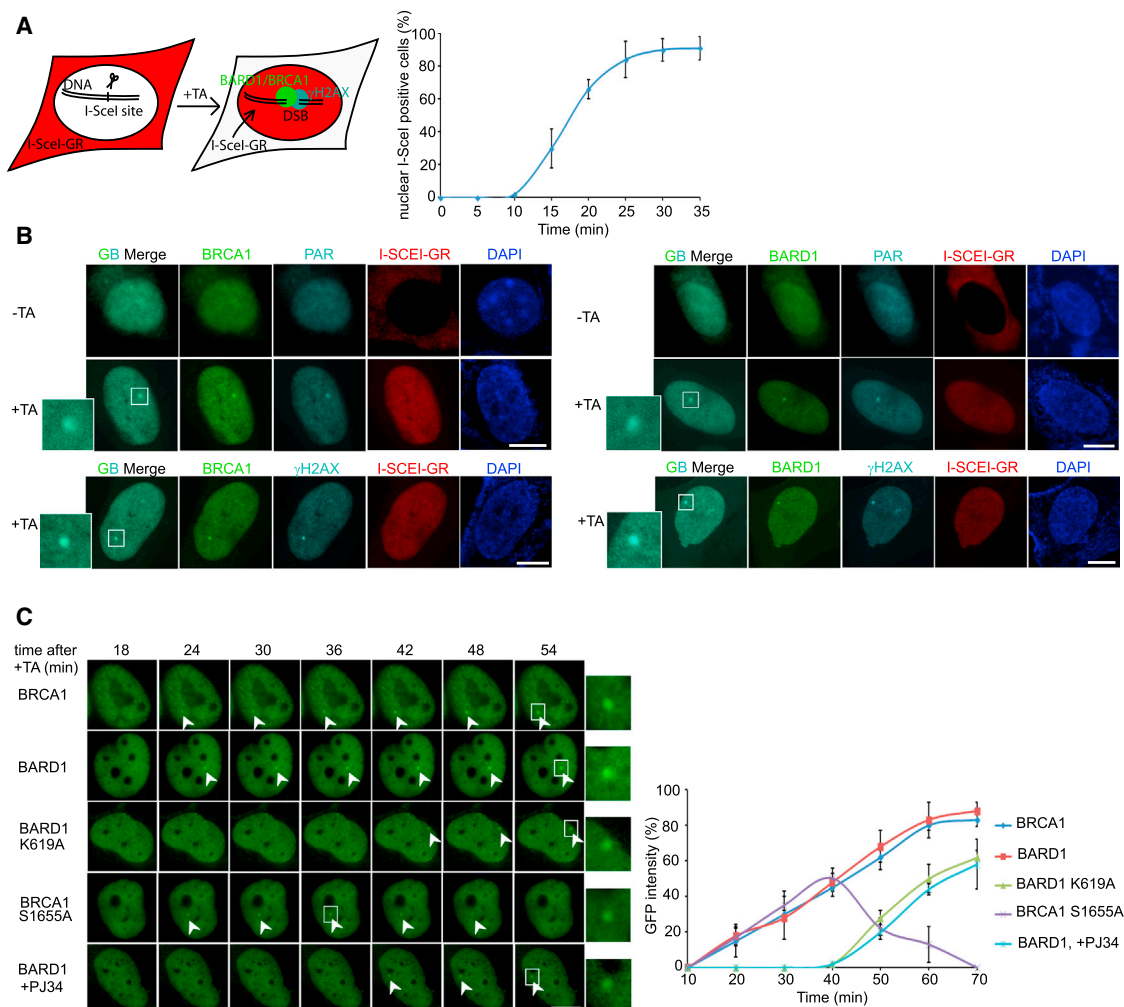 A
DNA
I-SceI site
I-SceI-GR
+TA
BARD1/BRCA1
γH2AX
DSB
I-SceI-GR
nuclear I-SceI positive cells (%)
100
80
60
40
20
0
0 5 10 15 20 25 30 35
Time (min)
B
GB Merge BRCA1 PAR I-SCEI-GR DAPI
-TA
+TA
GB Merge BRCA1 γH2AX I-SCEI-GR DAPI
+TA
GB Merge BARD1 PAR I-SCEI-GR DAPI
-TA
+TA
GB Merge BARD1 γH2AX I-SCEI-GR DAPI
+TA
C
time after
+TA (min)
18 24 30 36 42 48 54
BRCA1
BARD1
BARD1
K619A
BRCA1
S1655A
BARD1
+PJ34
GFP intensity (%)
100
80
60
40
20
0
10 20 30 40 50 60 70
Time (min)
BRCA1
BARD1
BARD1 K619A
BRCA1 S1655A
BARD1, +PJ34